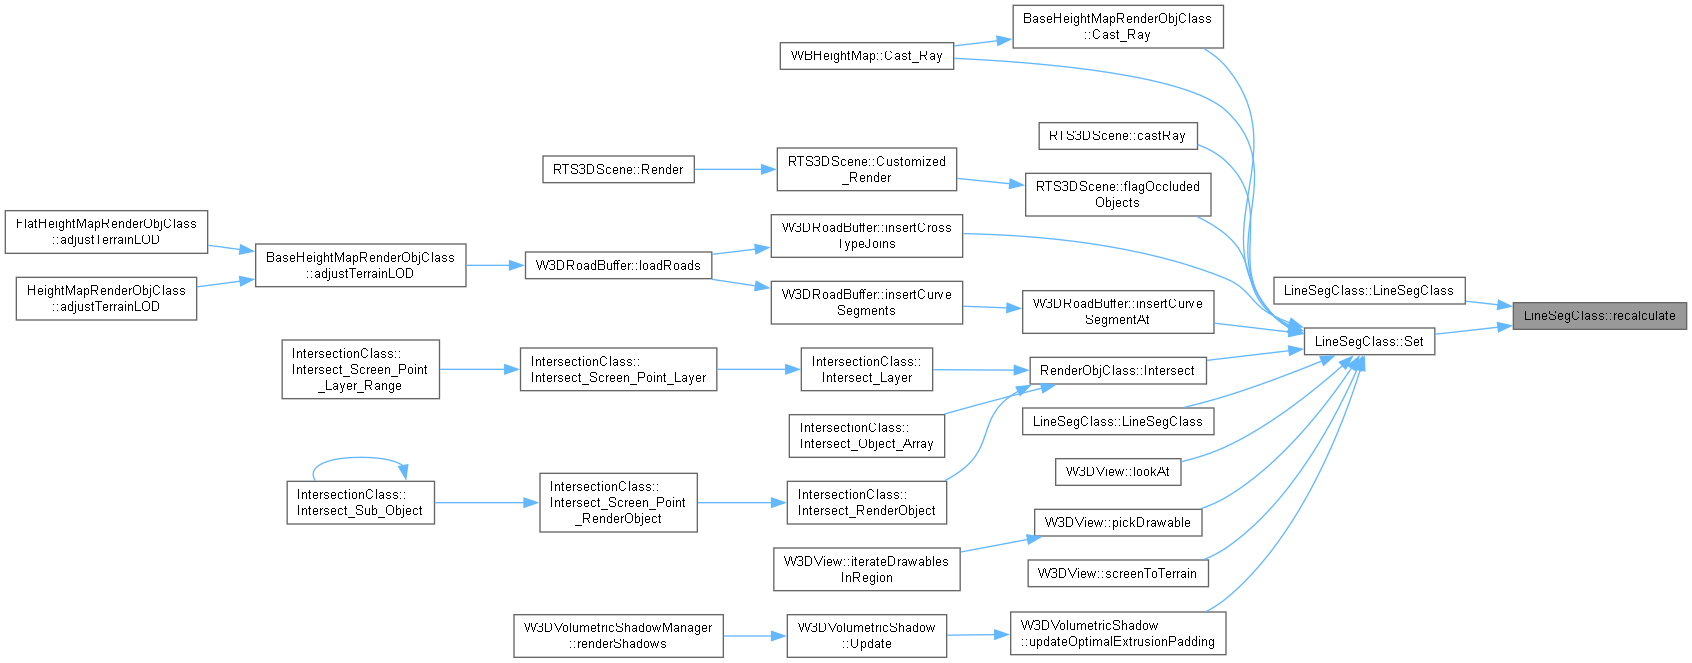 BaseHeightMapRenderObjClass
::Cast_Ray
WBHeightMap::Cast_Ray
RTS3DScene::castRay
RTS3DScene::Render
RTS3DScene::Customized
_Render
RTS3DScene::flagOccluded
Objects
FlatHeightMapRenderObjClass
::adjustTerrainLOD
HeightMapRenderObjClass
::adjustTerrainLOD
BaseHeightMapRenderObjClass
::adjustTerrainLOD
W3DRoadBuffer::loadRoads
W3DRoadBuffer::insertCross
TypeJoins
W3DRoadBuffer::insertCurve
Segments
W3DRoadBuffer::insertCurve
SegmentAt
LineSegClass::LineSegClass
LineSegClass::recalculate
LineSegClass::Set
IntersectionClass::
Intersect_Screen_Point
_Layer_Range
IntersectionClass::
Intersect_Screen_Point_Layer
IntersectionClass::
Intersect_Layer
RenderObjClass::Intersect
IntersectionClass::
Intersect_Object_Array
LineSegClass::LineSegClass
W3DView::lookAt
IntersectionClass::
Intersect_Sub_Object
IntersectionClass::
Intersect_Screen_Point
_RenderObject
IntersectionClass::
Intersect_RenderObject
W3DView::pickDrawable
W3DView::iterateDrawables
InRegion
W3DView::screenToTerrain
W3DVolumetricShadowManager
::renderShadows
W3DVolumetricShadow
::Update
W3DVolumetricShadow
::updateOptimalExtrusionPadding